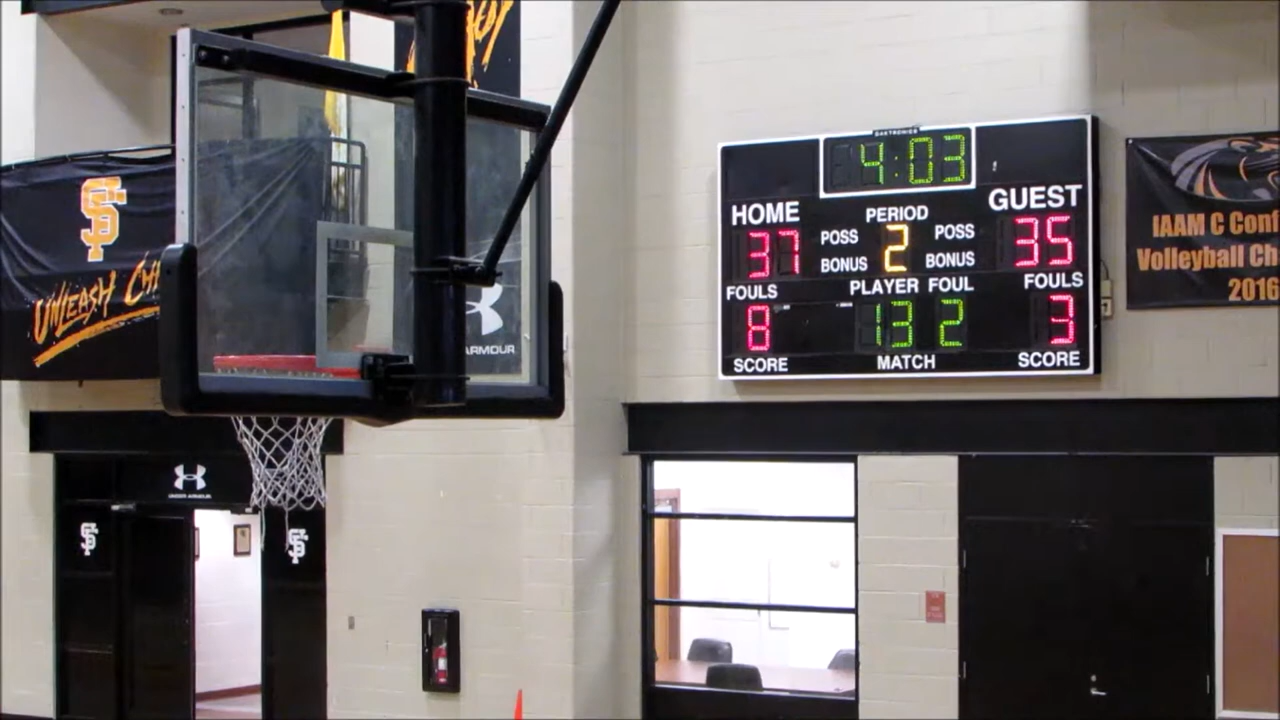 SF
UNLEASH
UNDER ARMOUR
SF
SF
ARMOUR
DAKTRONICS
4:03
HOME
PERIOD
GUEST
37
POSS
2
POSS
35
BONUS
BONUS
FOULS
PLAYER FOUL
FOULS
8
13 2
3
SCORE
MATCH
SCORE
IAAM C Conf
Volleyball Ch
2016